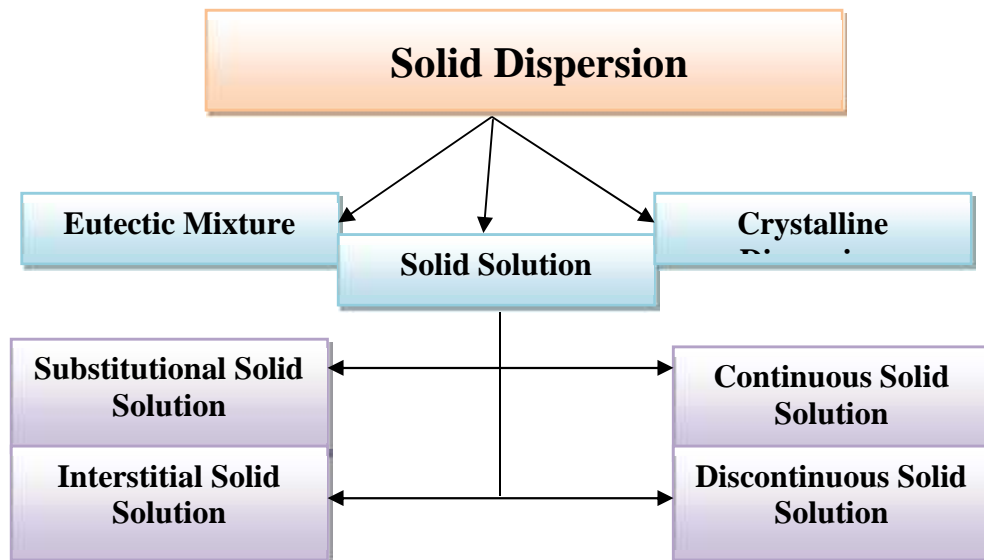 Solid Dispersion
Eutectic Mixture
Solid Solution
Crystalline
Substitutional Solid
Solution
Continuous Solid
Solution
Interstitial Solid
Solution
Discontinuous Solid
Solution